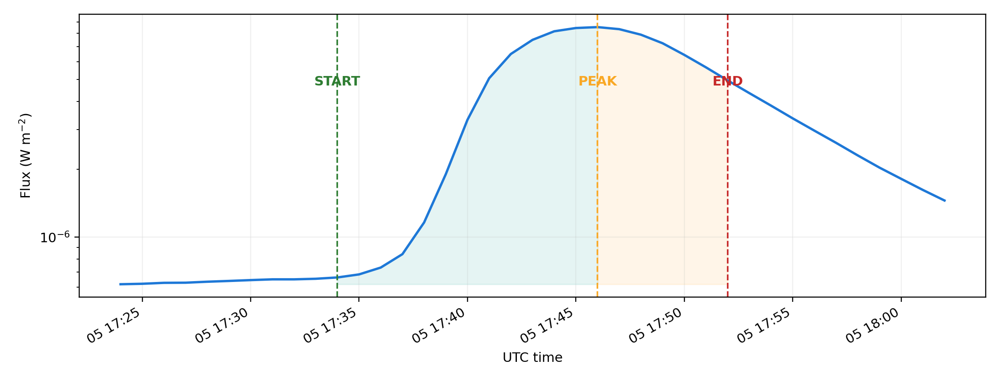 START
PEAK
END
Flux (W m⁻²)
10⁻⁶
05 17:25
05 17:30
05 17:35
05 17:40
05 17:45
05 17:50
05 17:55
05 18:00
UTC time